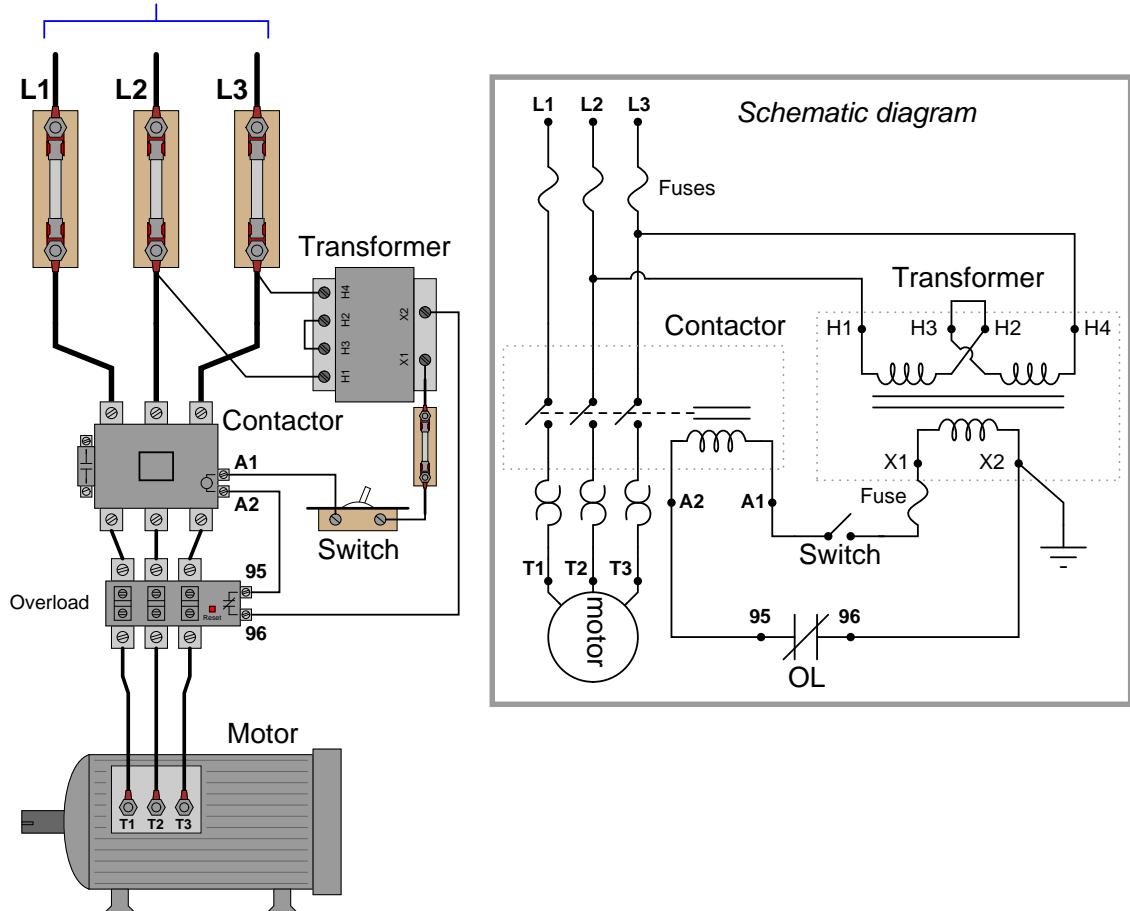 L1 L2 L3
Transformer
H4
H2
H3
H1
X2
X1
Contactor
A1
A2
Switch
95
Overload
Reset
96
Motor
T1 T2 T3
Schematic diagram
L1 L2 L3
Fuses
Transformer
Contactor
H1 H3 H2 H4
X1 X2
A2 A1
Fuse
Switch
T1 T2 T3
motor
95 96
OL